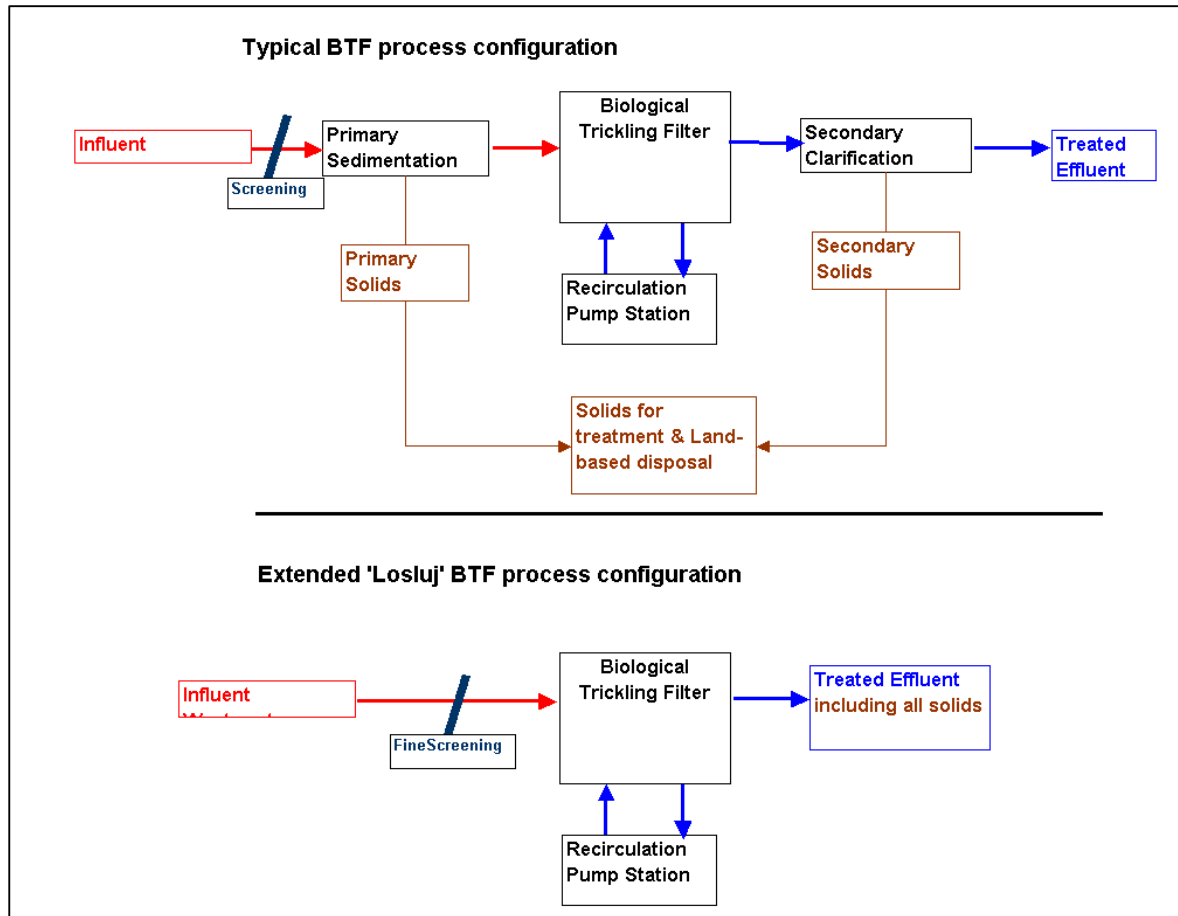 Typical BTF process configuration
Influent
Screening
Primary
Sedimentation
Biological
Trickling Filter
Secondary
Clarification
Treated
Effluent
Primary
Solids
Recirculation
Pump Station
Secondary
Solids
Solids for
treatment & Land-
based disposal
Extended 'Losluj' BTF process configuration
Influent
FineScreening
Biological
Trickling Filter
Treated Effluent
including all solids
Recirculation
Pump Station